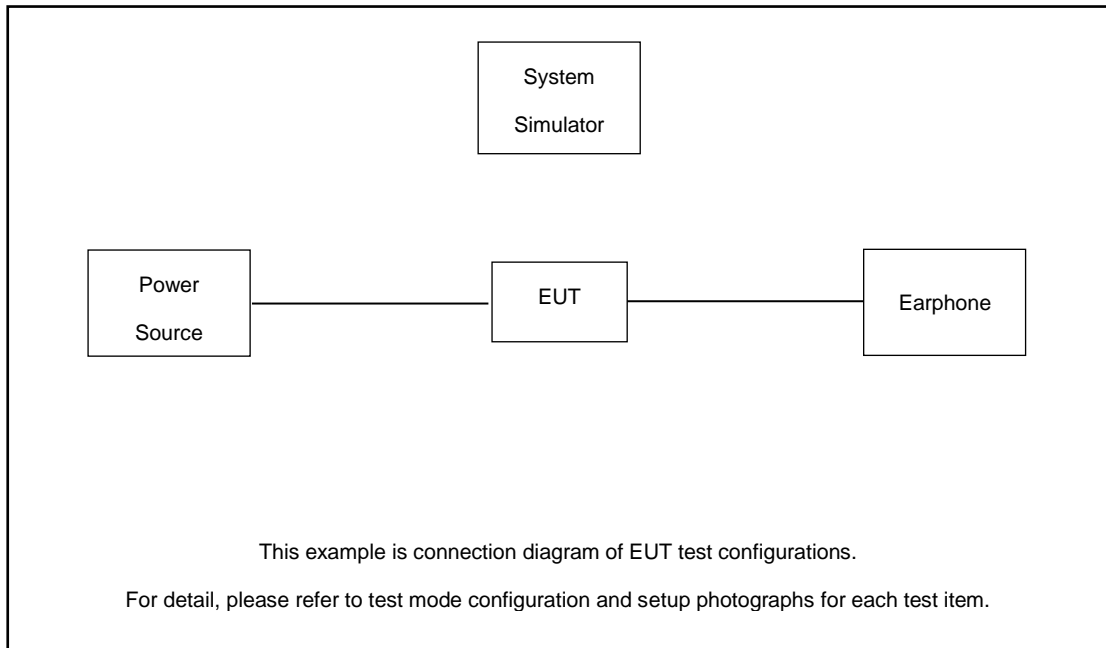 System
Simulator
Power
Source
EUT
Earphone
This example is connection diagram of EUT test configurations.
For detail, please refer to test mode configuration and setup photographs for each test item.